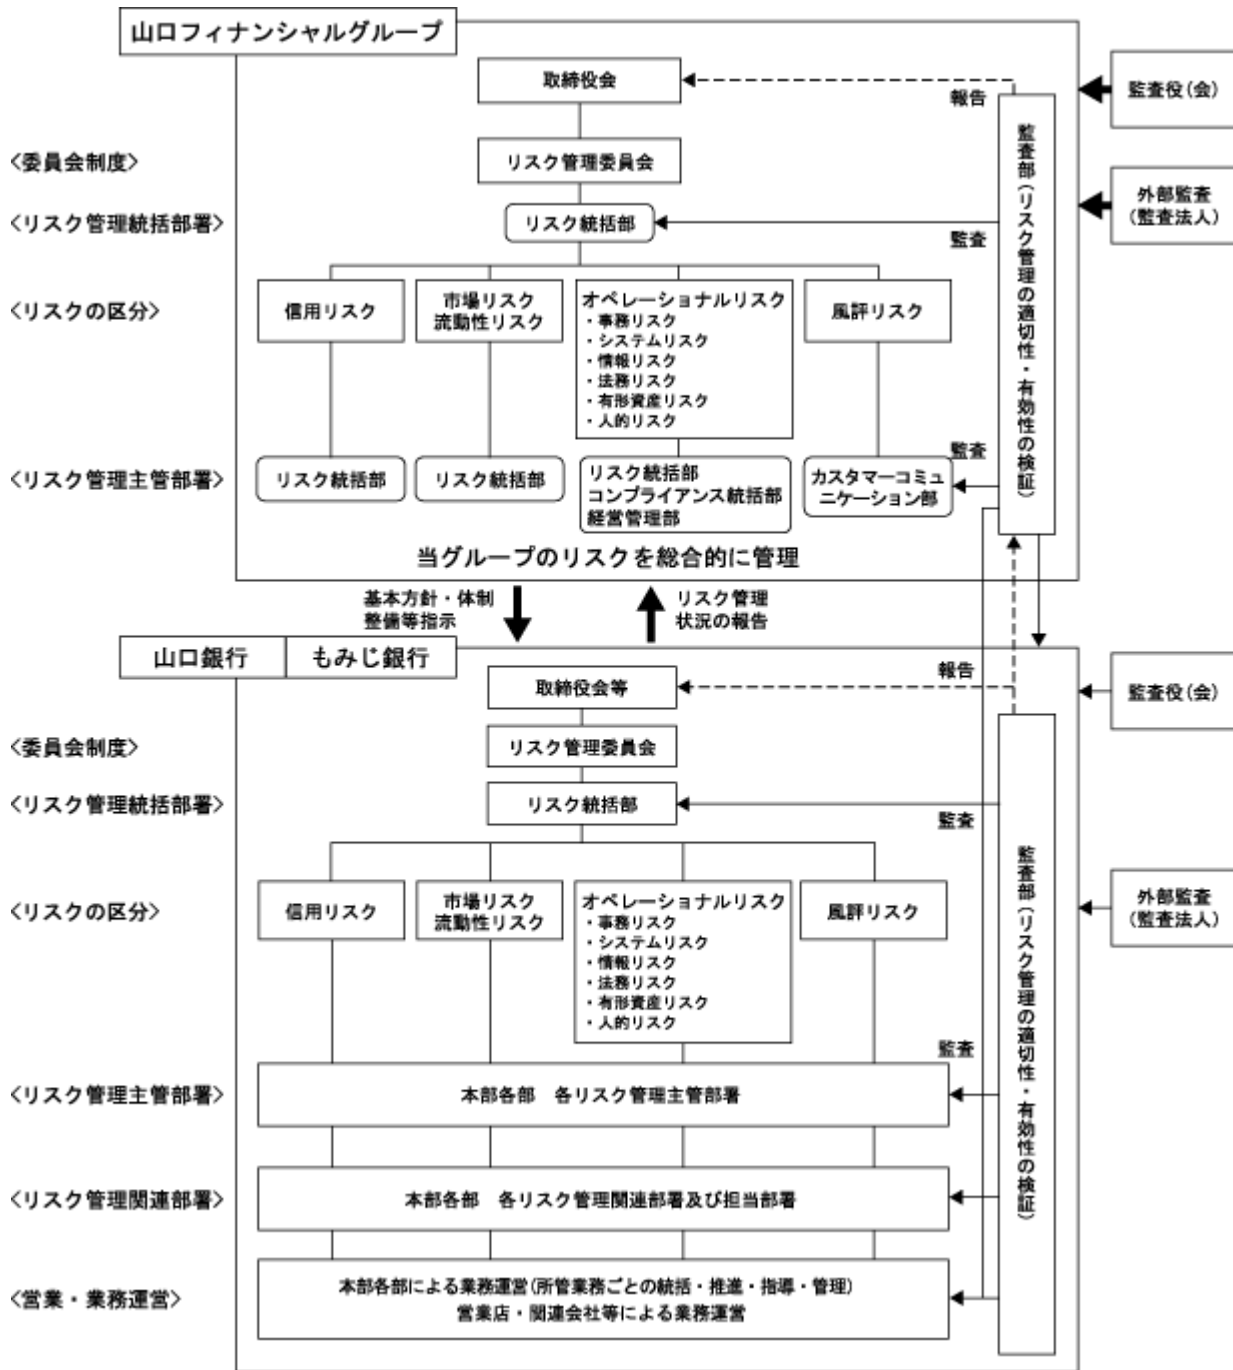 山口フィナンシャルグループ
取締役会
報告
監査役(会)
<委員会制度>
リスク管理委員会
<リスク管理統括部署>
リスク統括部
監査
外部監査
(監査法人)
監査部(リスク管理の適切性・有効性の検証)
<リスクの区分>
信用リスク
市場リスク
流動性リスク
オペレーショナルリスク
・事務リスク
・システムリスク
・情報リスク
・法務リスク
・有形資産リスク
・人的リスク
風評リスク
<リスク管理主管部署>
リスク統括部
リスク統括部
リスク統括部
コンプライアンス統括部
経営管理部
カスタマーコミュ
ニケーション部
監査
当グループのリスクを総合的に管理
基本方針・体制
整備等指示
リスク管理
状況の報告
山口銀行
もみじ銀行
取締役会等
報告
監査役(会)
<委員会制度>
リスク管理委員会
<リスク管理統括部署>
リスク統括部
監査
監査部(リスク管理の適切性・有効性の検証)
外部監査
(監査法人)
<リスクの区分>
信用リスク
市場リスク
流動性リスク
オペレーショナルリスク
・事務リスク
・システムリスク
・情報リスク
・法務リスク
・有形資産リスク
・人的リスク
風評リスク
監査
<リスク管理主管部署>
本部各部　各リスク管理主管部署
<リスク管理関連部署>
本部各部　各リスク管理関連部署及び担当部署
<営業・業務運営>
本部各部による業務運営(所管業務ごとの統括・推進・指導・管理)
営業店・関連会社等による業務運営